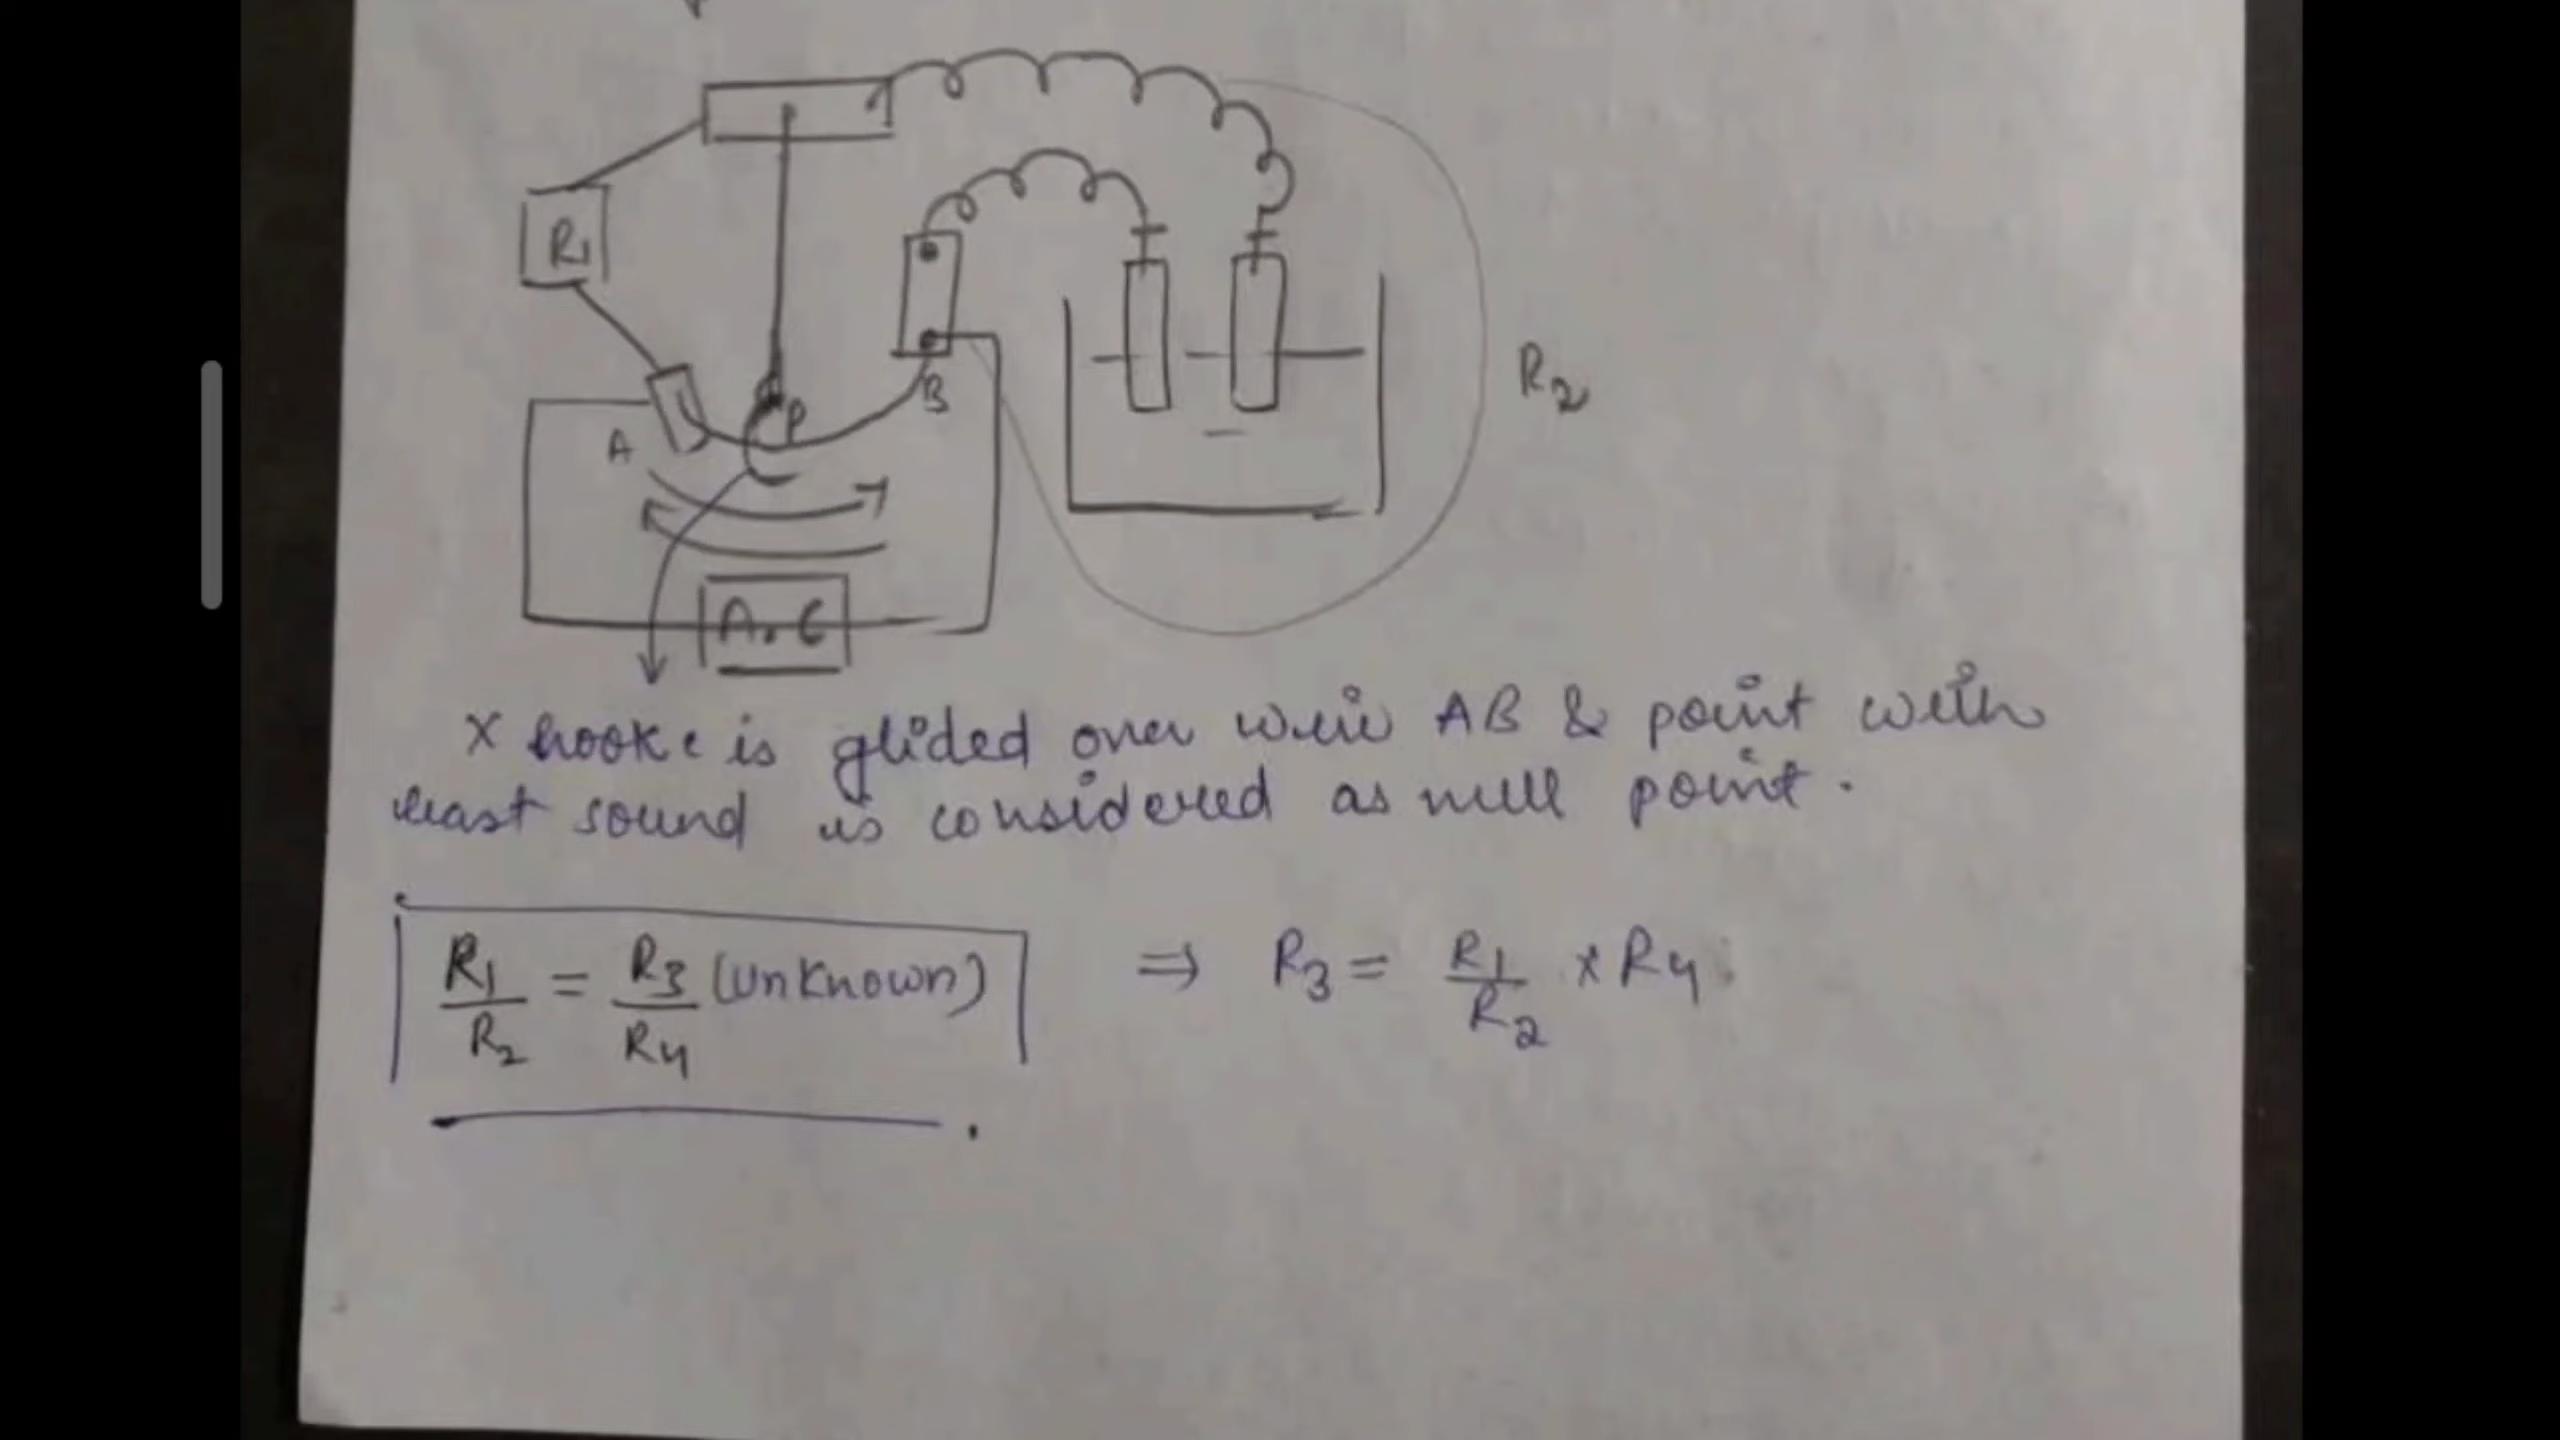 R1
P
B
A
R2
A.C
x hooke is glided over wire AB & point with
least sound is considered as null point.
R1/R2 = R3/R4 (unknown) ⇒ R3 = R1/R2 x R4